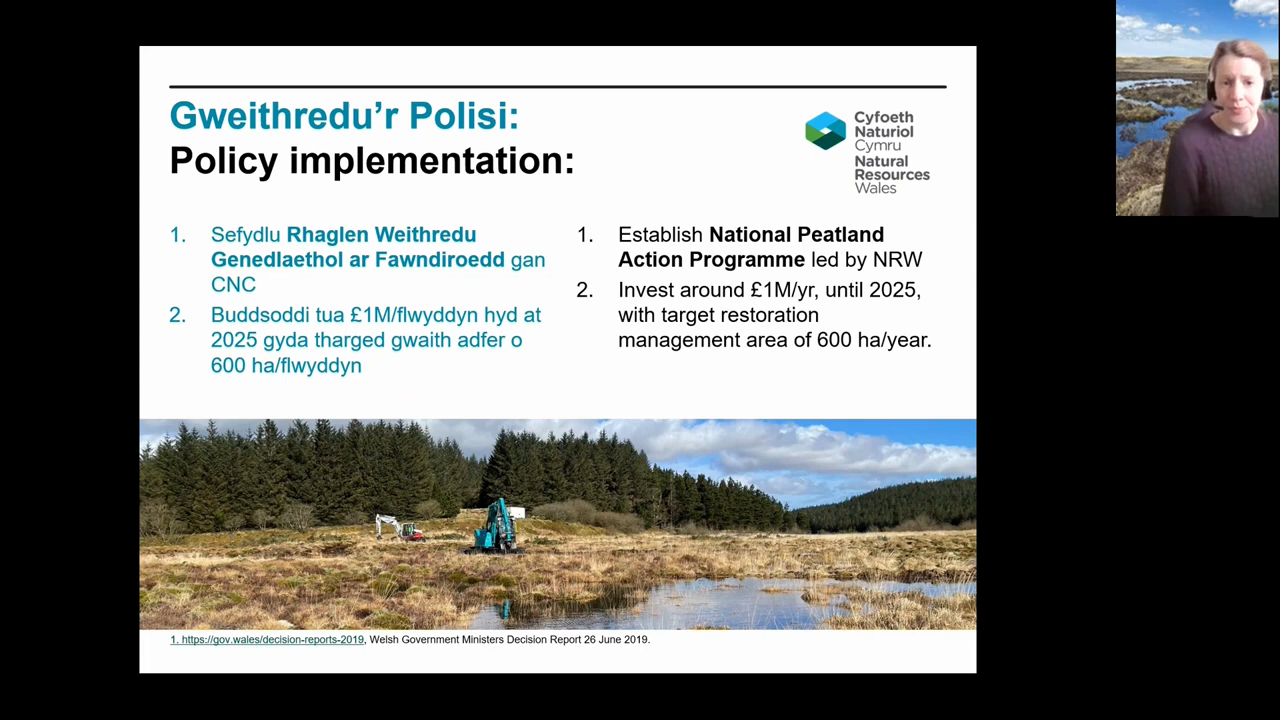 Gweithredu'r Polisi:
Policy implementation:
Cyfoeth
Naturiol
Cymru
Natural
Resources
Wales
1. Sefydlu Rhaglen Weithredu
Genedlaethol ar Fawndiroedd gan
CNC
2. Buddsoddi tua £1M/flwyddyn hyd at
2025 gyda tharged gwaith adfer o
600 ha/flwyddyn
1. Establish National Peatland
Action Programme led by NRW
2. Invest around £1M/yr, until 2025,
with target restoration
management area of 600 ha/year.
1. https://gov.wales/decision-reports-2019, Welsh Government Ministers Decision Report 26 June 2019.